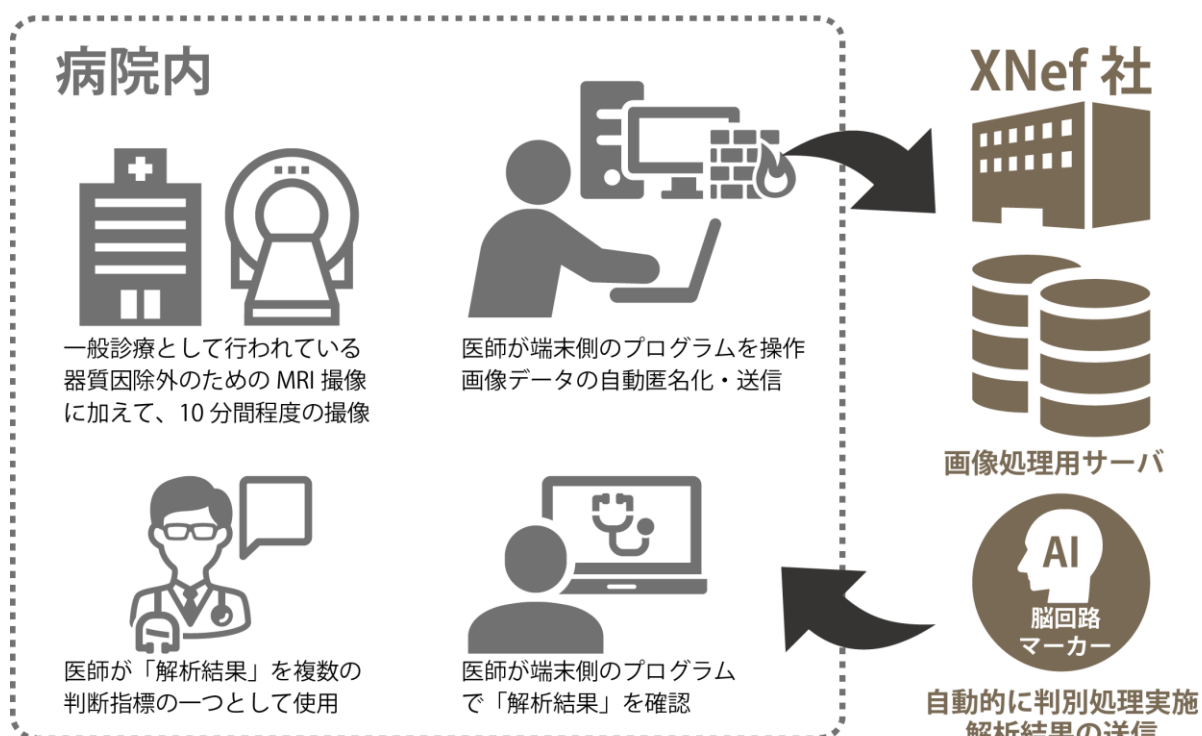 病院内
一般診療として行われている
器質因除外のための MRI 撮像
に加えて、10 分間程度の撮像
医師が端末側のプログラムを操作
画像データの自動匿名化・送信
XNef 社
画像処理用サーバ
AI
脳回路
マーカー
自動的に判別処理実施
解析結果の送信
医師が端末側のプログラム
で「解析結果」を確認
医師が「解析結果」を複数の
判断指標の一つとして使用